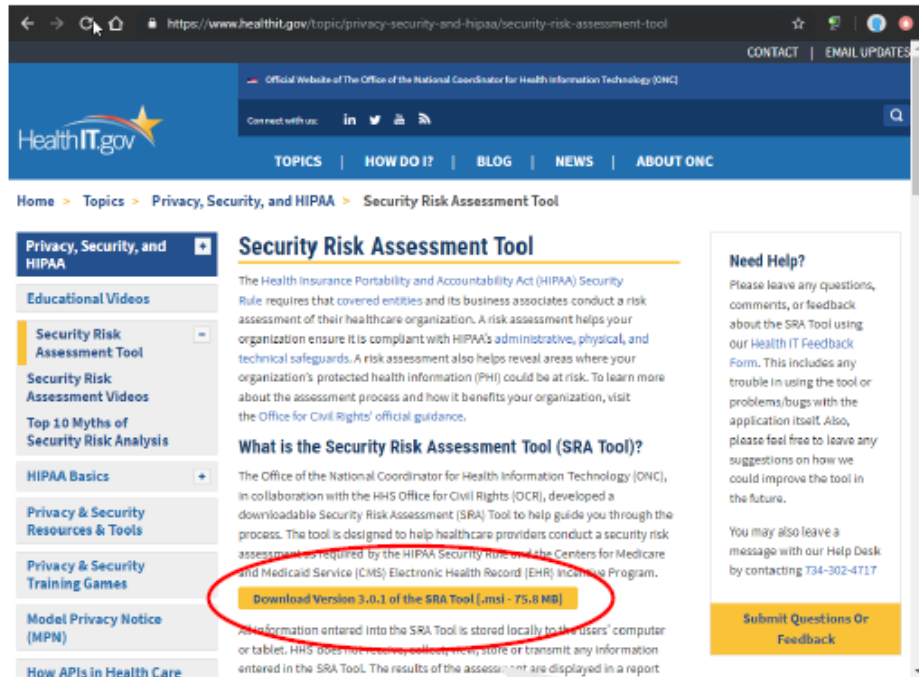 https://www.healthit.gov/topic/privacy-security-and-hipaa/security-risk-assessment-tool
CONTACT | EMAIL UPDATES
Official Website of The Office of the National Coordinator for Health Information Technology (ONC)
HealthIT.gov
Connect with us:
TOPICS | HOW DO I? | BLOG | NEWS | ABOUT ONC
Home > Topics > Privacy, Security, and HIPAA > Security Risk Assessment Tool
Privacy, Security, and
HIPAA
Educational Videos
Security Risk
Assessment Tool
Security Risk
Assessment Videos
Top 10 Myths of
Security Risk Analysis
HIPAA Basics
Privacy & Security
Resources & Tools
Privacy & Security
Training Games
Model Privacy Notice
(MPN)
How APIs in Health Care
Security Risk Assessment Tool
The Health Insurance Portability and Accountability Act (HIPAA) Security
Rule requires that covered entities and its business associates conduct a risk
assessment of their healthcare organization. A risk assessment helps your
organization ensure it is compliant with HIPAA's administrative, physical, and
technical safeguards. A risk assessment also helps reveal areas where your
organization's protected health information (PHI) could be at risk. To learn more
about the assessment process and how it benefits your organization, visit
the Office for Civil Rights' official guidance.
What is the Security Risk Assessment Tool (SRA Tool)?
The Office of the National Coordinator for Health Information Technology (ONC),
in collaboration with the HHS Office for Civil Rights (OCR), developed a
downloadable Security Risk Assessment (SRA) Tool to help guide you through the
process. The tool is designed to help healthcare providers conduct a security risk
assessment as required by the HIPAA Security Rule and the Centers for Medicare
and Medicaid Service (CMS) Electronic Health Record (EHR) Incentive Program.
Download Version 3.0.1 of the SRA Tool [.msi - 75.8 MB]
All information entered into the SRA Tool is stored locally to the users' computer
or tablet. HHS does not receive, collect, view, store or transmit any information
entered in the SRA Tool. The results of the assessment are displayed in a report
Need Help?
Please leave any questions,
comments, or feedback
about the SRA Tool using
our Health IT Feedback
Form. This includes any
trouble in using the tool or
problems/bugs with the
application itself. Also,
please feel free to leave any
suggestions on how we
could improve the tool in
the future.
You may also leave a
message with our Help Desk
by contacting 734-302-4717
Submit Questions Or
Feedback